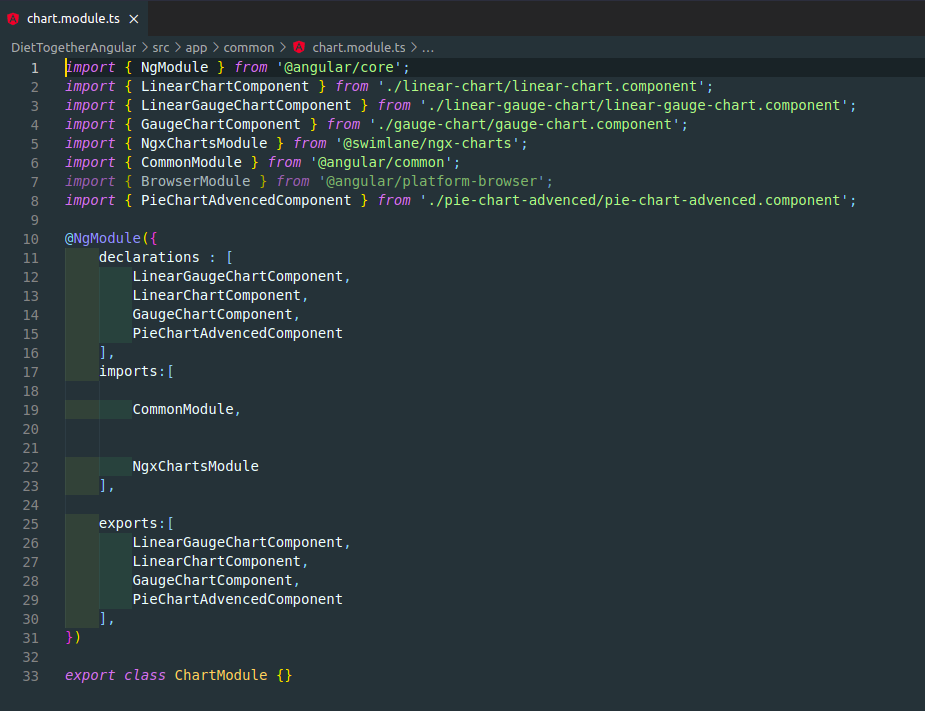 chart.module.ts ×
DietTogetherAngular > src > app > common > chart.module.ts > ...
1 import { NgModule } from '@angular/core';
2 import { LinearChartComponent } from './linear-chart/linear-chart.component';
3 import { LinearGaugeChartComponent } from './linear-gauge-chart/linear-gauge-chart.component';
4 import { GaugeChartComponent } from './gauge-chart/gauge-chart.component';
5 import { NgxChartsModule } from '@swimlane/ngx-charts';
6 import { CommonModule } from '@angular/common';
7 import { BrowserModule } from '@angular/platform-browser';
8 import { PieChartAdvencedComponent } from './pie-chart-advenced/pie-chart-advenced.component';
9
10 @NgModule({
11     declarations : [
12         LinearGaugeChartComponent,
13         LinearChartComponent,
14         GaugeChartComponent,
15         PieChartAdvencedComponent
16     ],
17     imports:[
18
19         CommonModule,
20
21
22         NgxChartsModule
23     ],
24
25     exports:[
26         LinearGaugeChartComponent,
27         LinearChartComponent,
28         GaugeChartComponent,
29         PieChartAdvencedComponent
30     ],
31 })
32
33 export class ChartModule {}